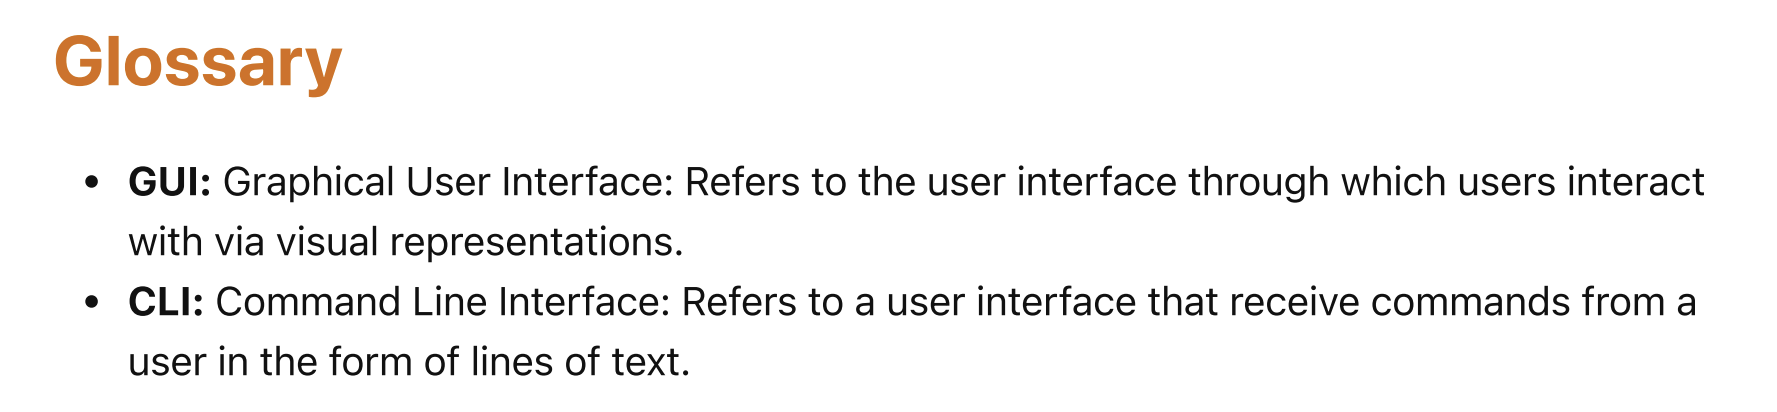 Glossary
• GUI: Graphical User Interface: Refers to the user interface through which users interact
with via visual representations.
• CLI: Command Line Interface: Refers to a user interface that receive commands from a
user in the form of lines of text.